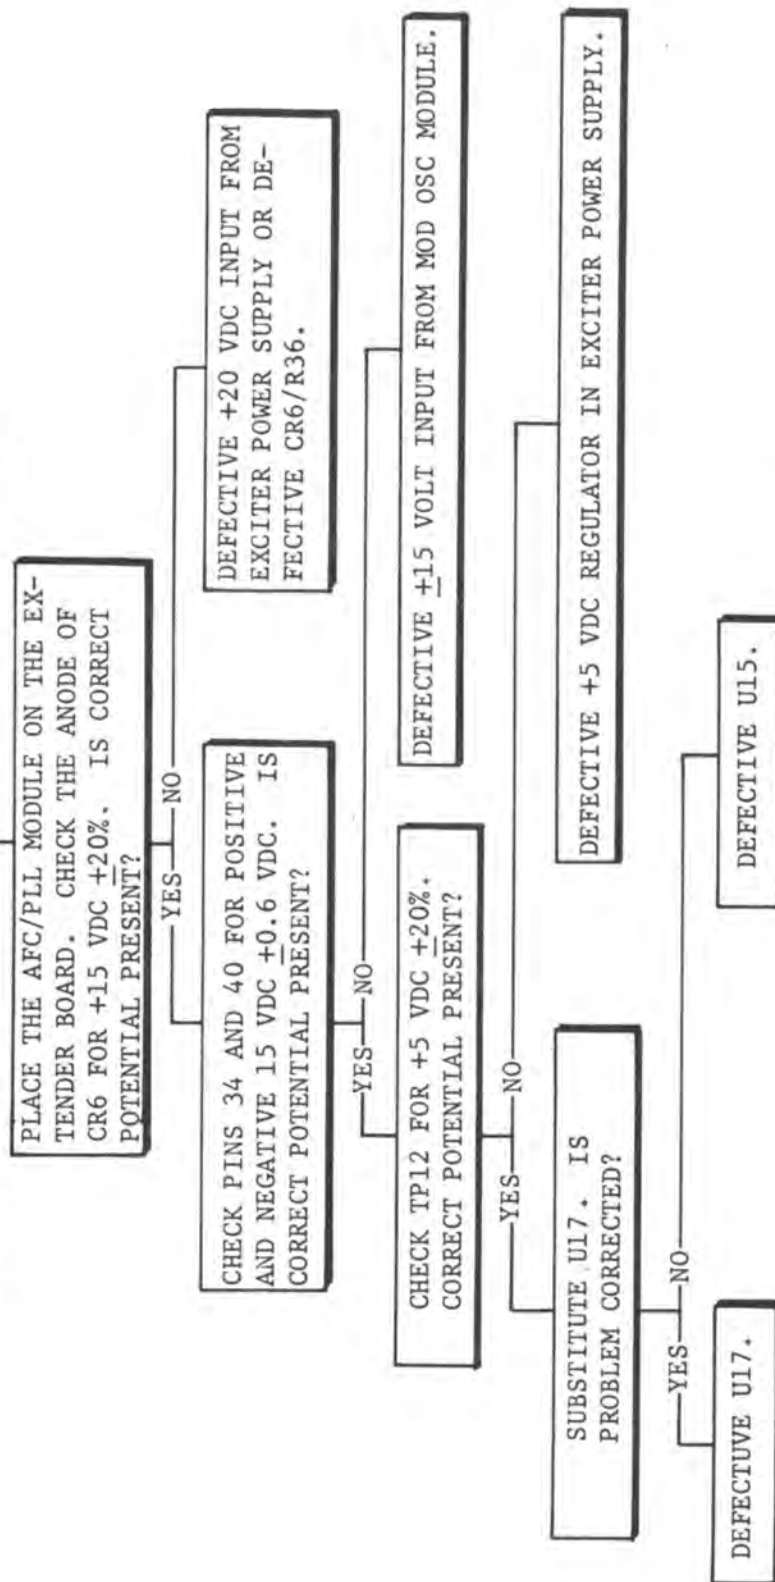 PLACE THE AFC/PLL MODULE ON THE EX-
TENDER BOARD. CHECK THE ANODE OF
CR6 FOR +15 VDC ±20%. IS CORRECT
POTENTIAL PRESENT?
YES
NO
CHECK PINS 34 AND 40 FOR POSITIVE
AND NEGATIVE 15 VDC ±0.6 VDC. IS
CORRECT POTENTIAL PRESENT?
DEFECTIVE +20 VDC INPUT FROM
EXCITER POWER SUPPLY OR DE-
FECTIVE CR6/R36.
YES
NO
CHECK TP12 FOR +5 VDC ±20%.
CORRECT POTENTIAL PRESENT?
DEFECTIVE ±15 VOLT INPUT FROM MOD OSC MODULE.
YES
NO
SUBSTITUTE U17. IS
PROBLEM CORRECTED?
DEFECTIVE +5 VDC REGULATOR IN EXCITER POWER SUPPLY.
YES
NO
DEFECTUVE U17.
DEFECTIVE U15.